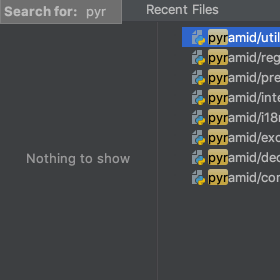 Search for: pyr
Recent Files
pyramid/util
pyramid/reg
pyramid/pre
pyramid/inte
pyramid/i18n
pyramid/exc
pyramid/dec
pyramid/con
Nothing to show